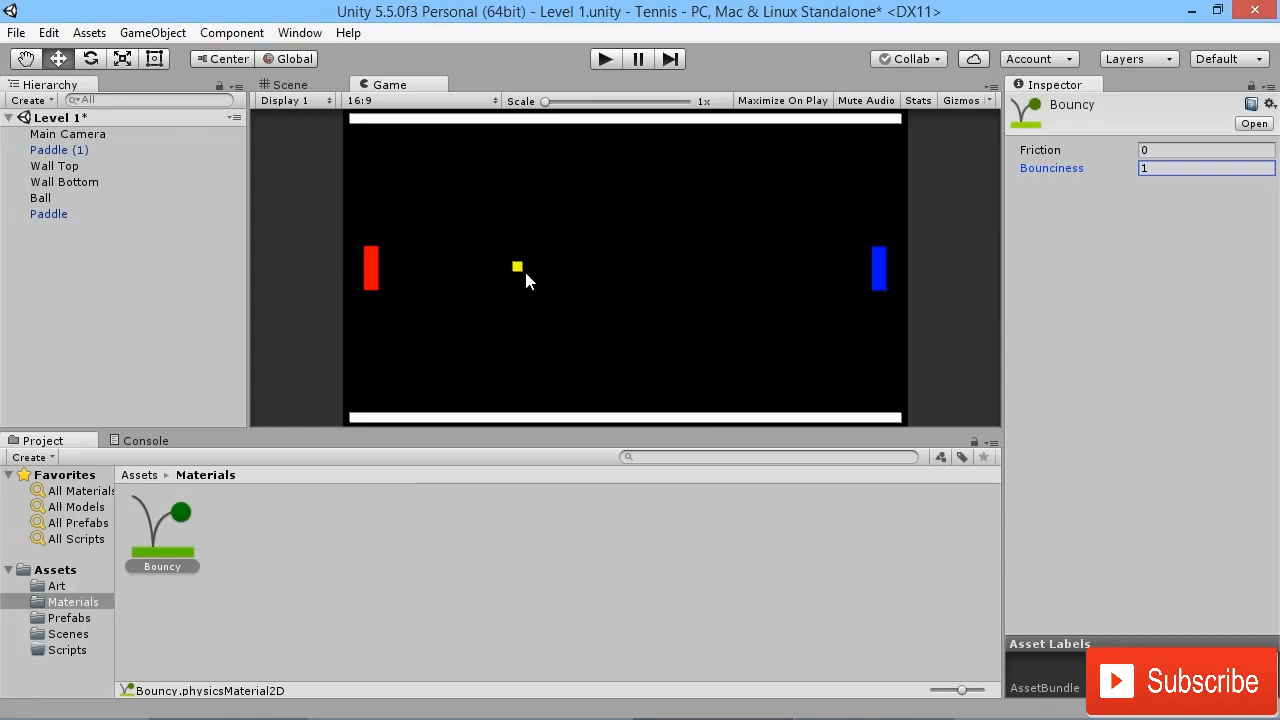 Unity 5.5.0f3 Personal (64bit) - Level 1.unity - Tennis - PC, Mac & Linux Standalone* <DX11>
File Edit Assets GameObject Component Window Help
Center Global Collab Account Layers Default
Hierarchy
Create All
Level 1*
Main Camera
Paddle (1)
Wall Top
Wall Bottom
Ball
Paddle
Scene Game
Display 1 16:9 Scale 1x Maximize On Play Mute Audio Stats Gizmos
Inspector
Bouncy
Open
Friction 0
Bounciness 1
Project Console
Create
Favorites
All Materials
All Models
All Prefabs
All Scripts
Assets
Art
Materials
Prefabs
Scenes
Scripts
Assets Materials
Bouncy
Bouncy.physicsMaterial2D
Asset Labels
AssetBundle
Subscribe